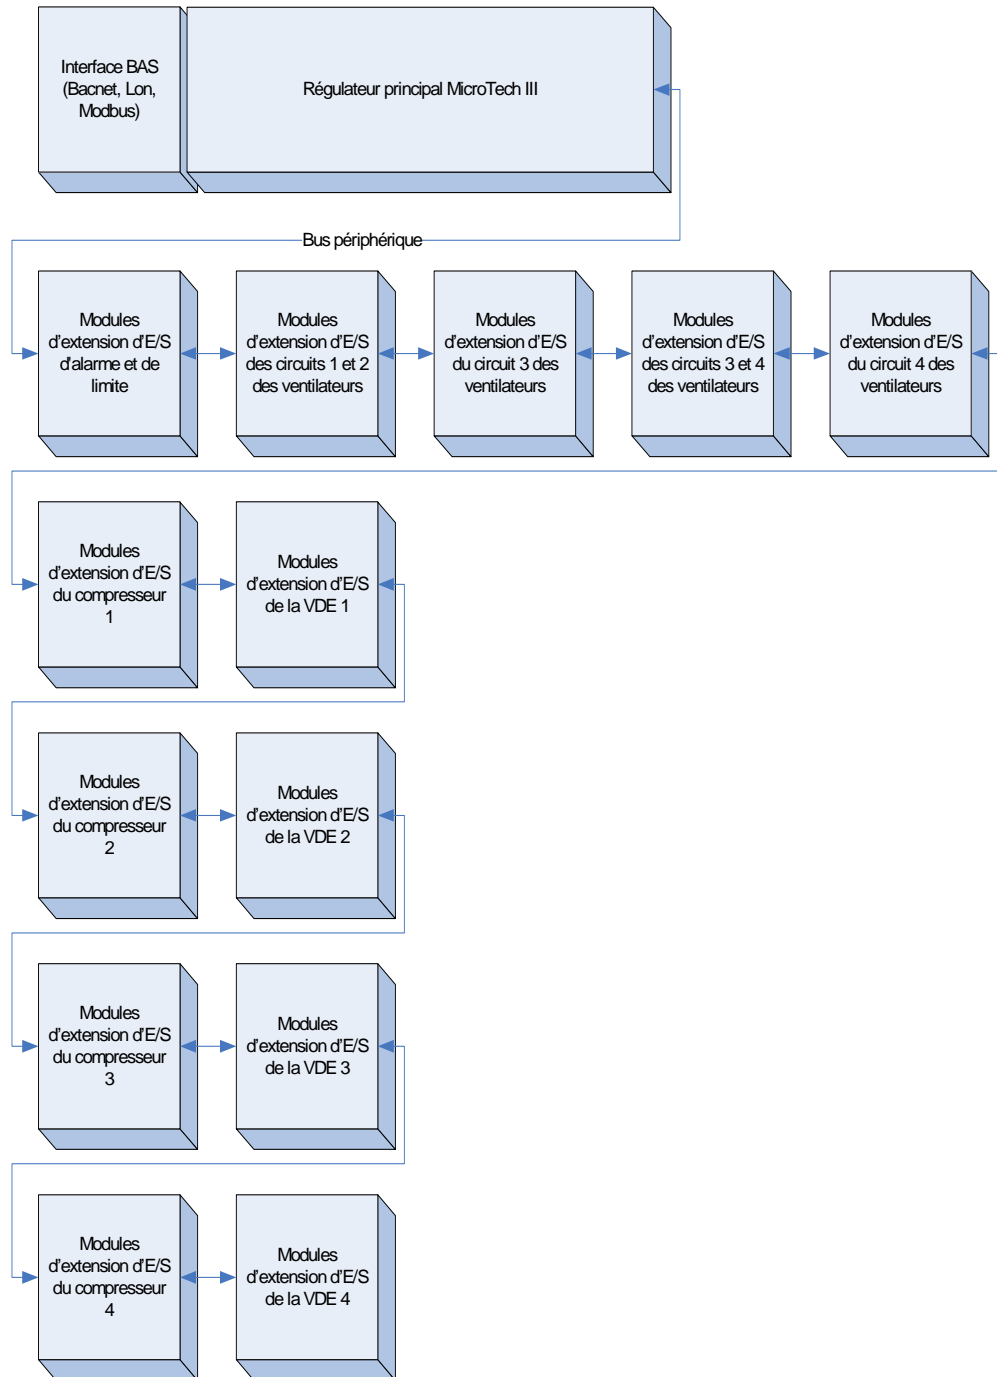 Interface BAS
(Bacnet, Lon,
Modbus)
Régulateur principal MicroTech III
Bus périphérique
Modules
d'extension d'E/S
d'alarme et de
limite
Modules
d'extension d'E/S
des circuits 1 et 2
des ventilateurs
Modules
d'extension d'E/S
du circuit 3 des
ventilateurs
Modules
d'extension d'E/S
des circuits 3 et 4
des ventilateurs
Modules
d'extension d'E/S
du circuit 4 des
ventilateurs
Modules
d'extension d'E/S
du compresseur
1
Modules
d'extension d'E/S
de la VDE 1
Modules
d'extension d'E/S
du compresseur
2
Modules
d'extension d'E/S
de la VDE 2
Modules
d'extension d'E/S
du compresseur
3
Modules
d'extension d'E/S
de la VDE 3
Modules
d'extension d'E/S
du compresseur
4
Modules
d'extension d'E/S
de la VDE 4